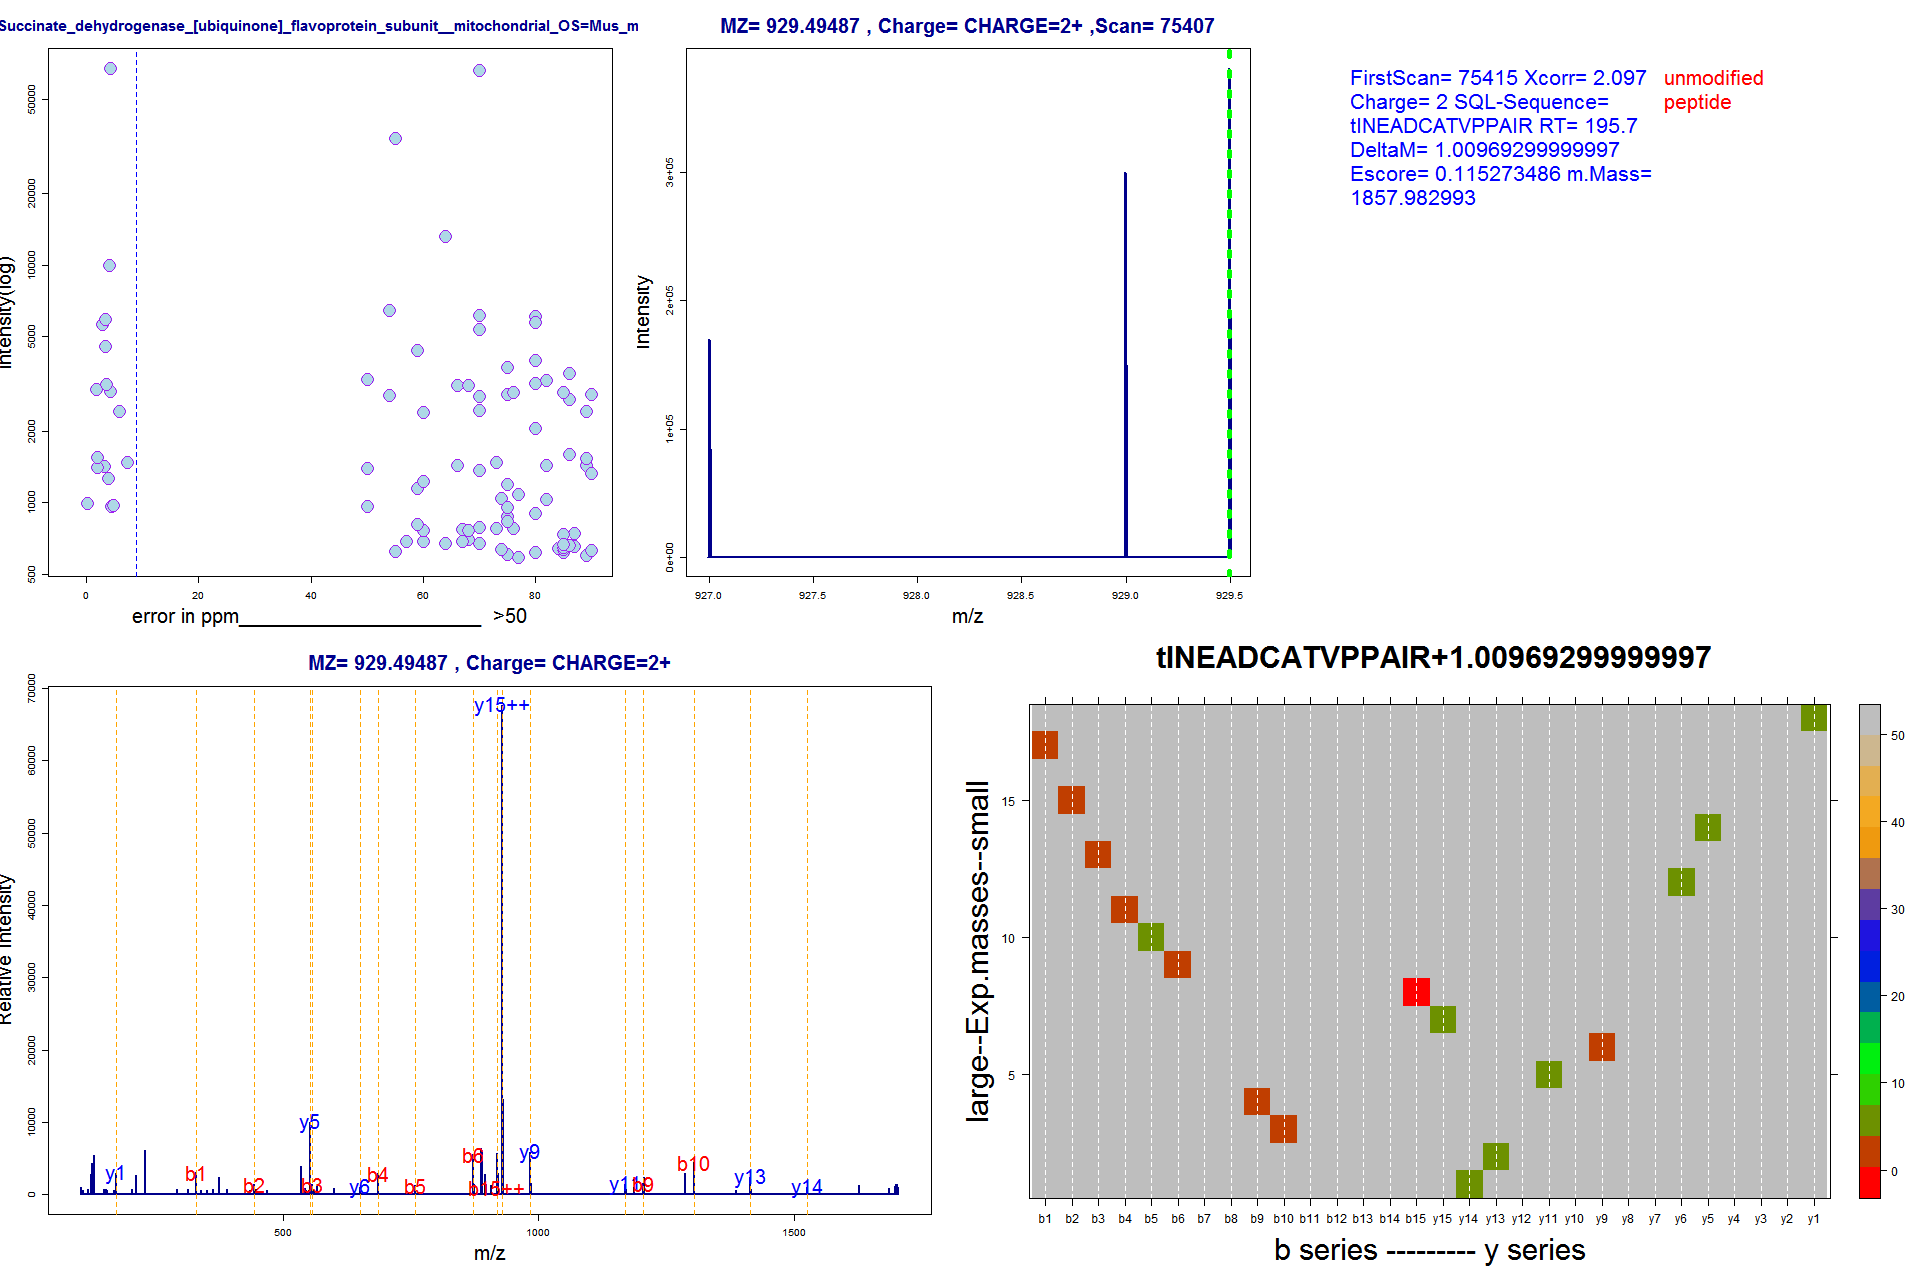 Succinate_dehydrogenase_[ubiquinone]_flavoprotein_subunit__mitochondrial_OS=Mus_m
Intensity(log)
500 1000 2000 5000 10000 20000 50000
0 20 40 60 80
error in ppm______________________ >50
MZ= 929.49487 , Charge= CHARGE=2+ ,Scan= 75407
Intensity
0e+00 1e+05 2e+05 3e+05
927.0 927.5 928.0 928.5 929.0 929.5
m/z
FirstScan= 75415 Xcorr= 2.097
Charge= 2 SQL-Sequence=
tINEADCATVPPAIR RT= 195.7
DeltaM= 1.00969299999997
Escore= 0.115273486 m.Mass=
1857.982993
unmodified
peptide
MZ= 929.49487 , Charge= CHARGE=2+
Relative Intensity
0 10000 20000 30000 40000 50000 60000 70000
y15++
y5
y1 b1 b2 b3 y6 b4 b5 b6 b15++ y9 y11 b9 b10 y13 y14
500 1000 1500
m/z
tINEADCATVPPAIR+1.00969299999997
large--Exp.masses--small
5 10 15
b1 b2 b3 b4 b5 b6 b7 b8 b9 b10 b11 b12 b13 b14 b15 y15 y14 y13 y12 y11 y10 y9 y8 y7 y6 y5 y4 y3 y2 y1
b series --------- y series
50
40
30
20
10
0